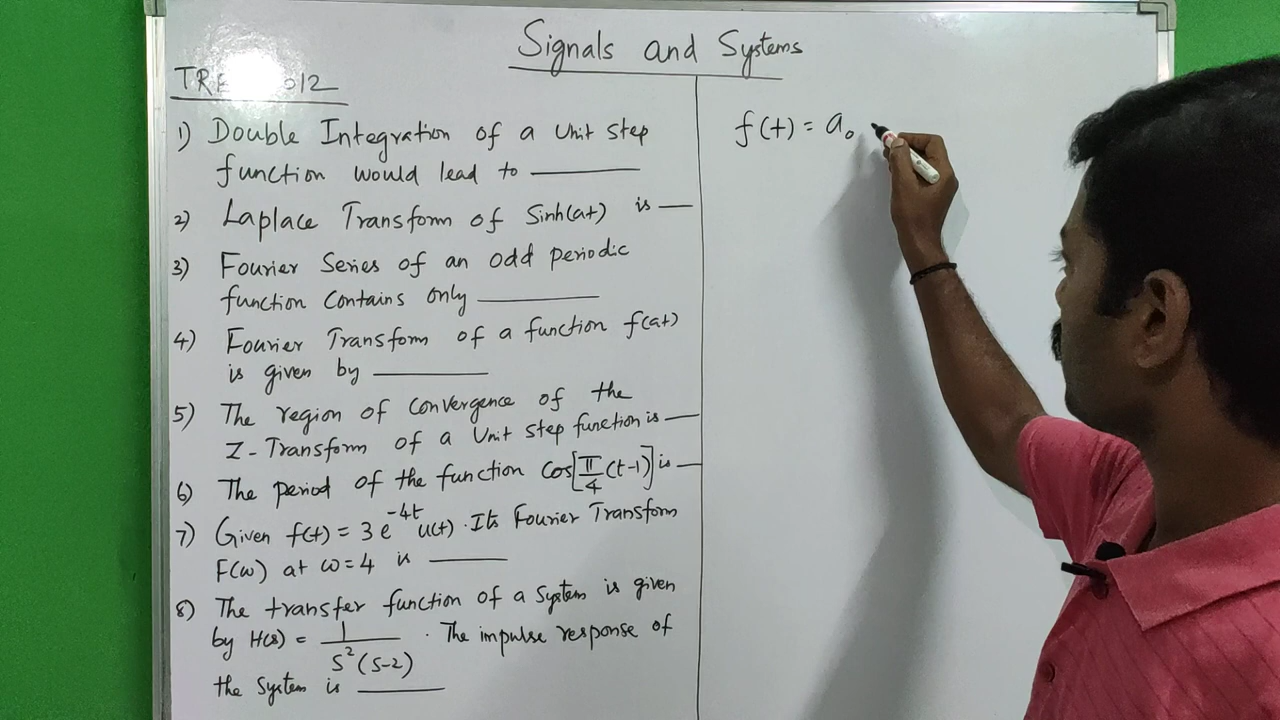 Signals and Systems
TRB 2012
1) Double Integration of a Unit step
function would lead to ______
2) Laplace Transform of Sinh(at) is __
3) Fourier Series of an odd periodic
function contains only ______
4) Fourier Transform of a function f(at)
is given by ______
5) The region of convergence of the
Z-Transform of a Unit step function is __
6) The period of the function Cos[π/4(t-1)] is __
7) Given f(t) = 3e^-4t u(t). Its Fourier Transform
F(ω) at ω=4 is ______
8) The transfer function of a System is given
by H(s) = 1/S²(S-2). The impulse response of
the System is ______
f(t) = a₀